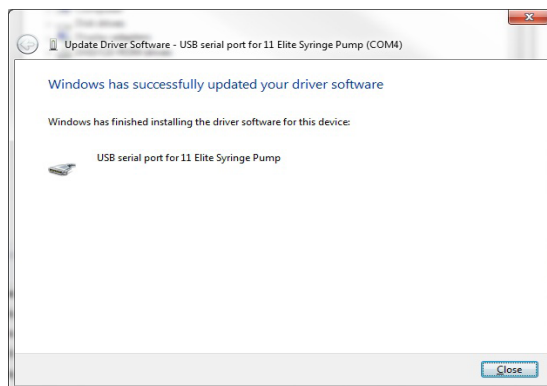 Update Driver Software - USB serial port for 11 Elite Syringe Pump (COM4)
Windows has successfully updated your driver software
Windows has finished installing the driver software for this device:
USB serial port for 11 Elite Syringe Pump
Close